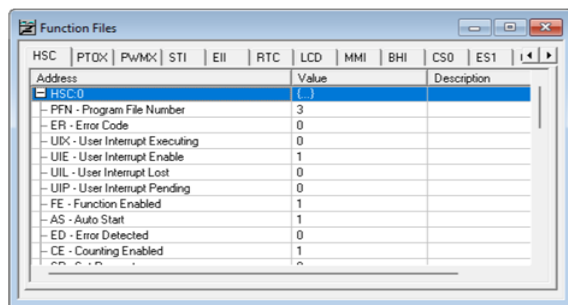 Function Files
HSC PTOX PWMX STI EII RTC LCD MMI BHI CS0 ES1
Address Value Description
HSC:0 {...}
PFN - Program File Number 3
ER - Error Code 0
UIX - User Interrupt Executing 0
UIE - User Interrupt Enable 1
UIL - User Interrupt Lost 0
UIP - User Interrupt Pending 0
FE - Function Enabled 1
AS - Auto Start 1
ED - Error Detected 0
CE - Counting Enabled 1